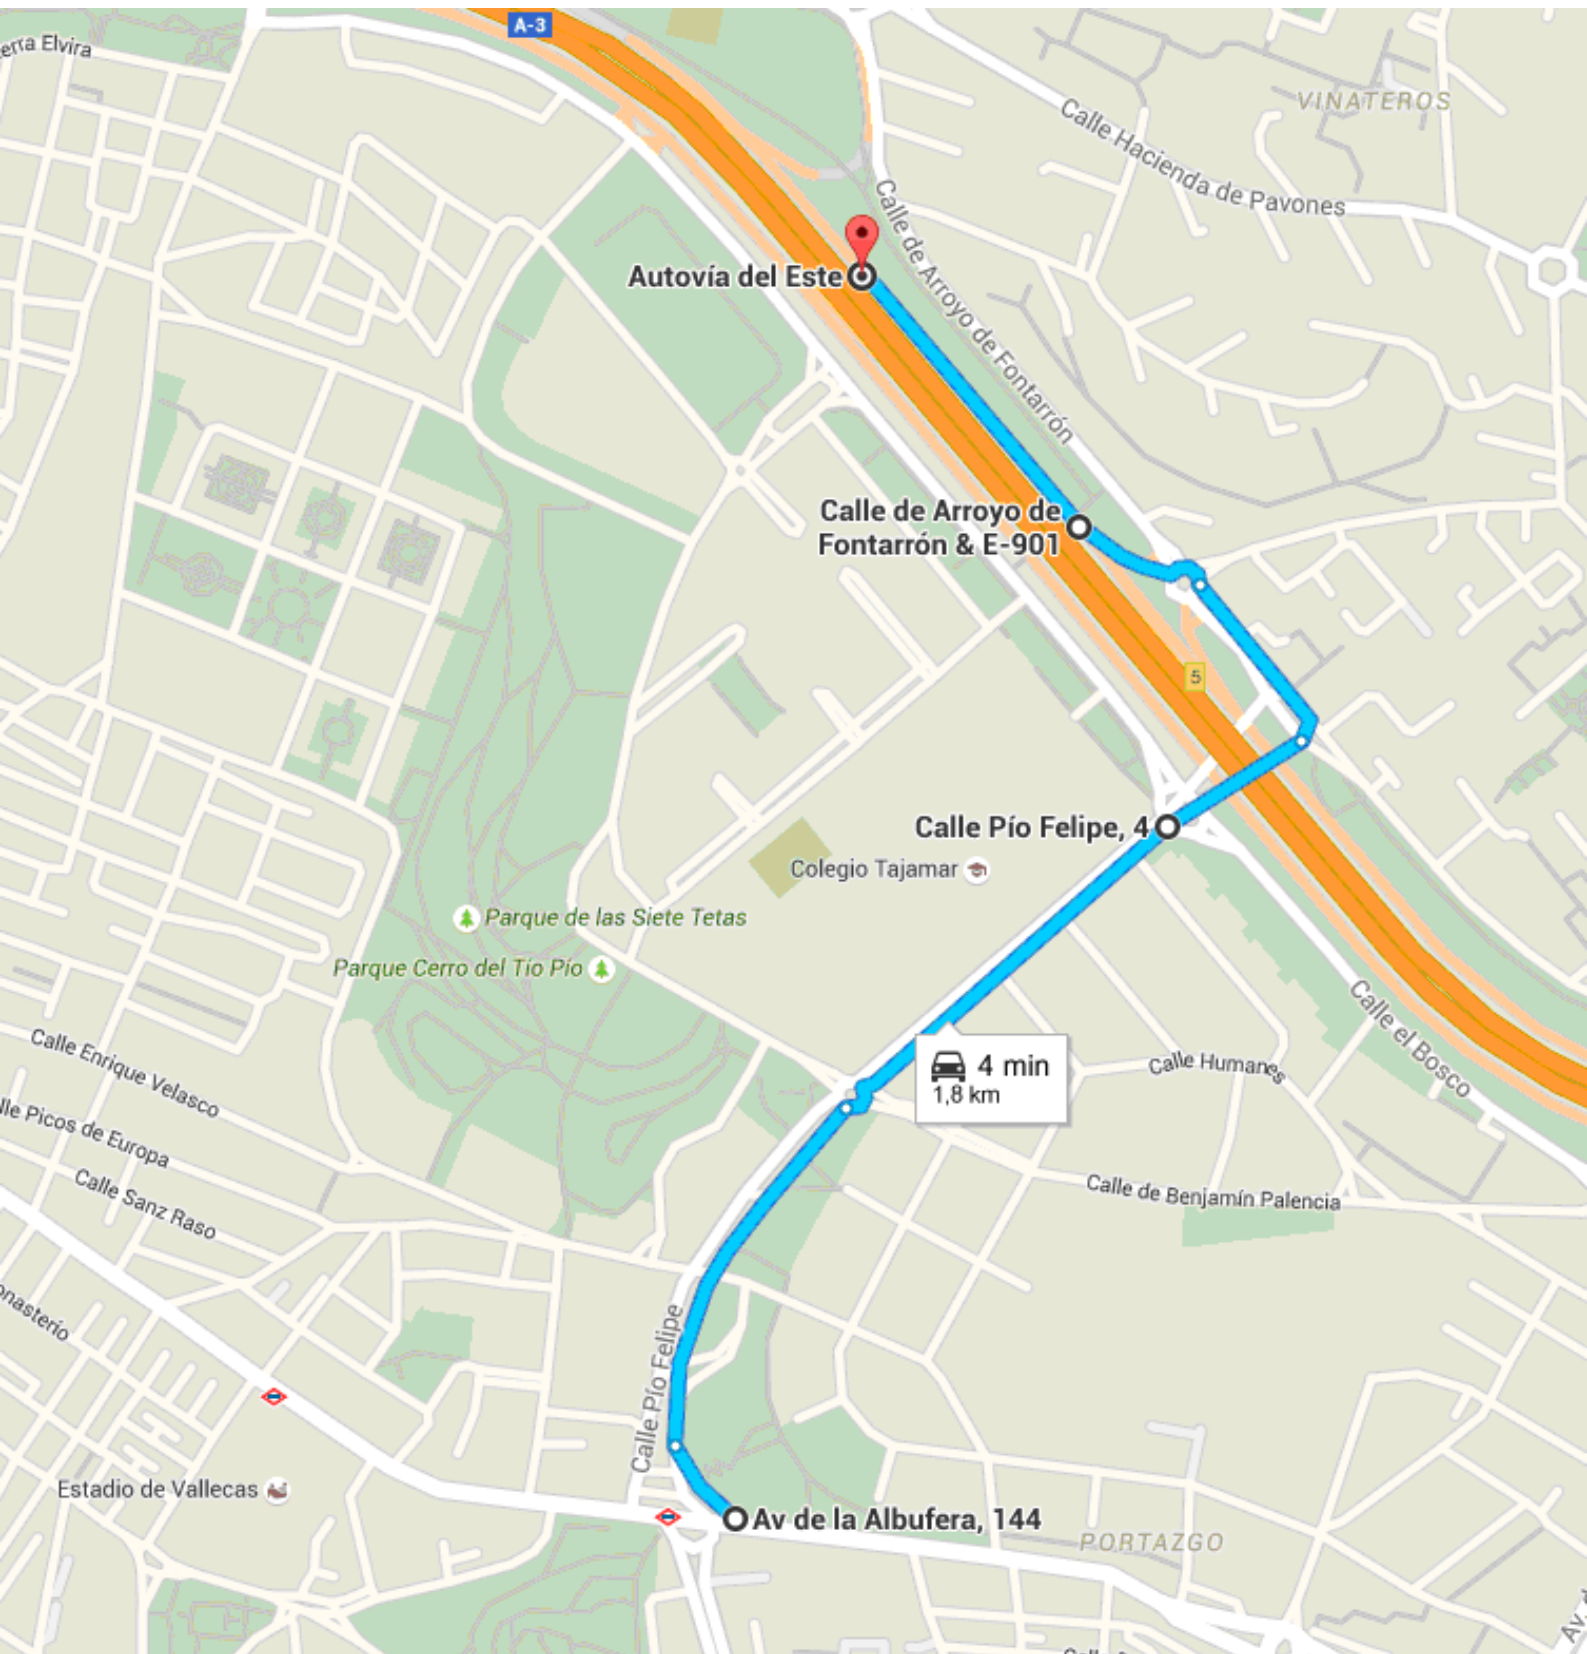 A-3
erra Elvira
VINATEROS
Calle Hacienda de Pavones
Calle de Arroyo de Fontarrón
Autovía del Este
Calle de Arroyo de
Fontarrón & E-901
5
Calle Pío Felipe, 4
Colegio Tajamar
Parque de las Siete Tetas
Parque Cerro del Tío Pío
Calle el Bosco
Calle Enrique Velasco
4 min
1,8 km
Calle Humanes
lle Picos de Europa
Calle Sanz Raso
Calle de Benjamín Palencia
onasterio
Calle Pío Felipe
Estadio de Vallecas
Av de la Albufera, 144
PORTAZGO
Av.